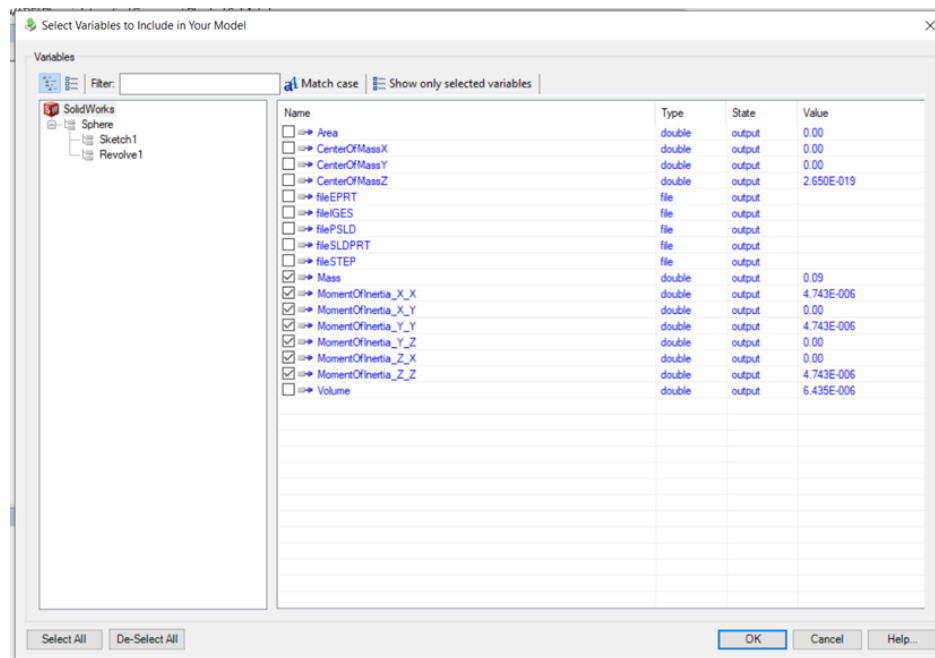 Select Variables to Include in Your Model
Variables
Filter: Match case Show only selected variables
SolidWorks
Sphere
Sketch1
Revolve1
Name Type State Value
Area double output 0.00
CenterOfMassX double output 0.00
CenterOfMassY double output 0.00
CenterOfMassZ double output 2.650E-019
fileEPRT file output
fileIGES file output
filePSLD file output
fileSLDPRT file output
fileSTEP file output
Mass double output 0.09
MomentOfInertia_X_X double output 4.743E-006
MomentOfInertia_X_Y double output 0.00
MomentOfInertia_Y_Y double output 4.743E-006
MomentOfInertia_Y_Z double output 0.00
MomentOfInertia_Z_X double output 0.00
MomentOfInertia_Z_Z double output 4.743E-006
Volume double output 6.435E-006
Select All De-Select All OK Cancel Help...